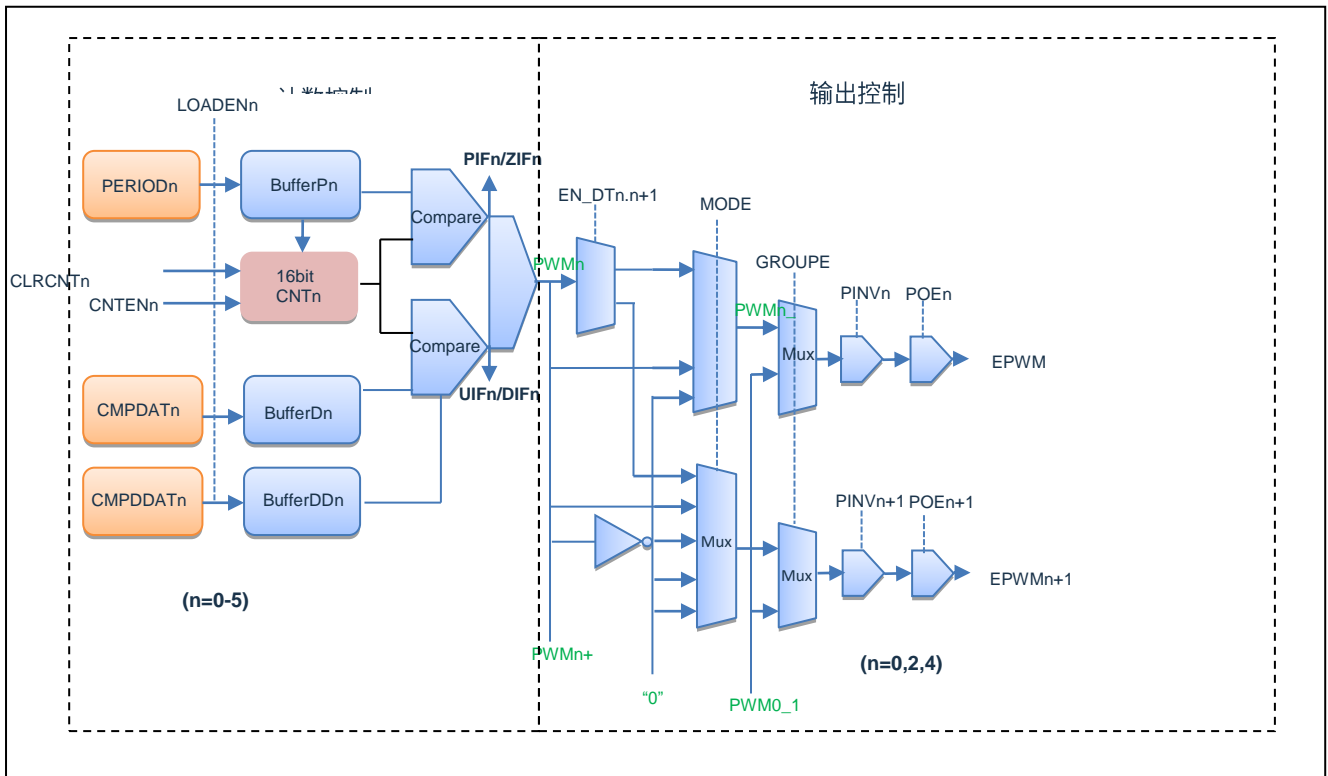 输出控制
LOADENn
PERIODn
BufferPn
PIFn/ZIFn
Compare
EN_DTn.n+1
MODE
GROUPE
PWMn
CLRCNTn
CNTENn
16bit
CNTn
PINVn
POEn
PWMn_
Mux
EPWM
Compare
UIFn/DIFn
CMPDATn
BufferDn
CMPDDATn
BufferDDn
PINVn+1
POEn+1
Mux
Mux
EPWMn+1
(n=0-5)
PWMn+
(n=0,2,4)
“0”
PWM0_1